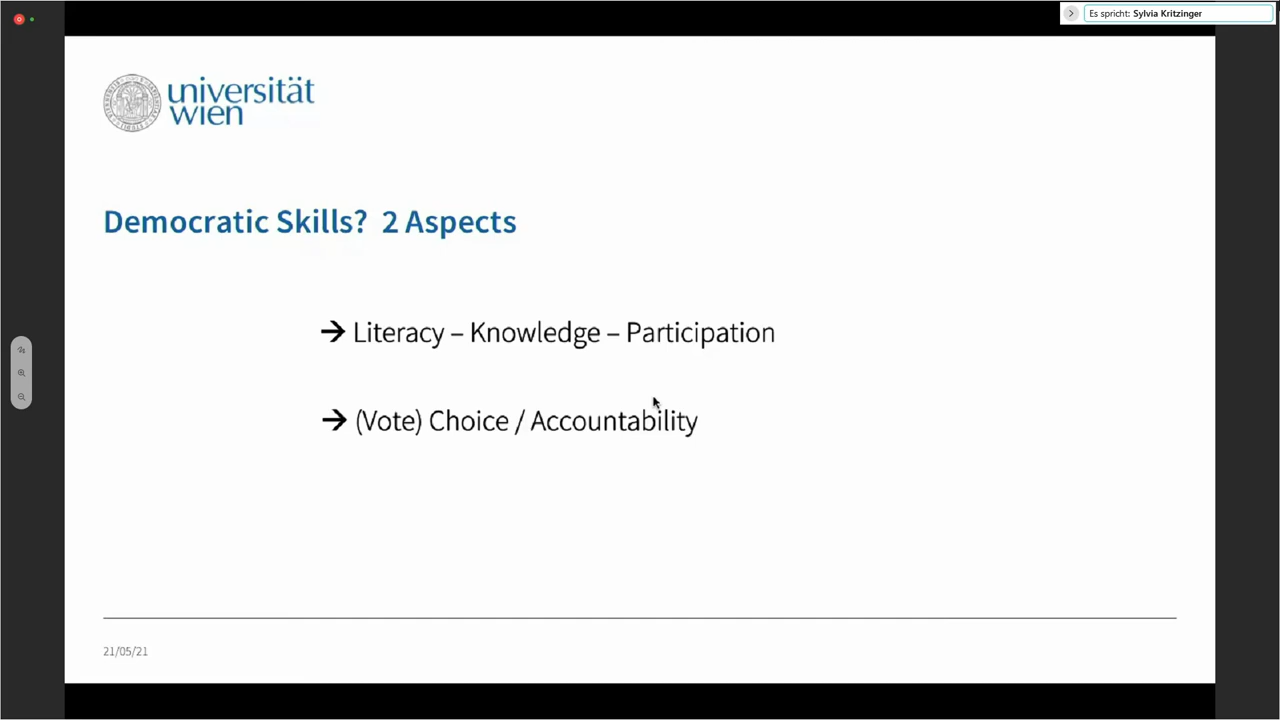 Es spricht: Sylvia Kritzinger
universität
wien
Democratic Skills? 2 Aspects
→ Literacy – Knowledge – Participation
→ (Vote) Choice / Accountability
21/05/21